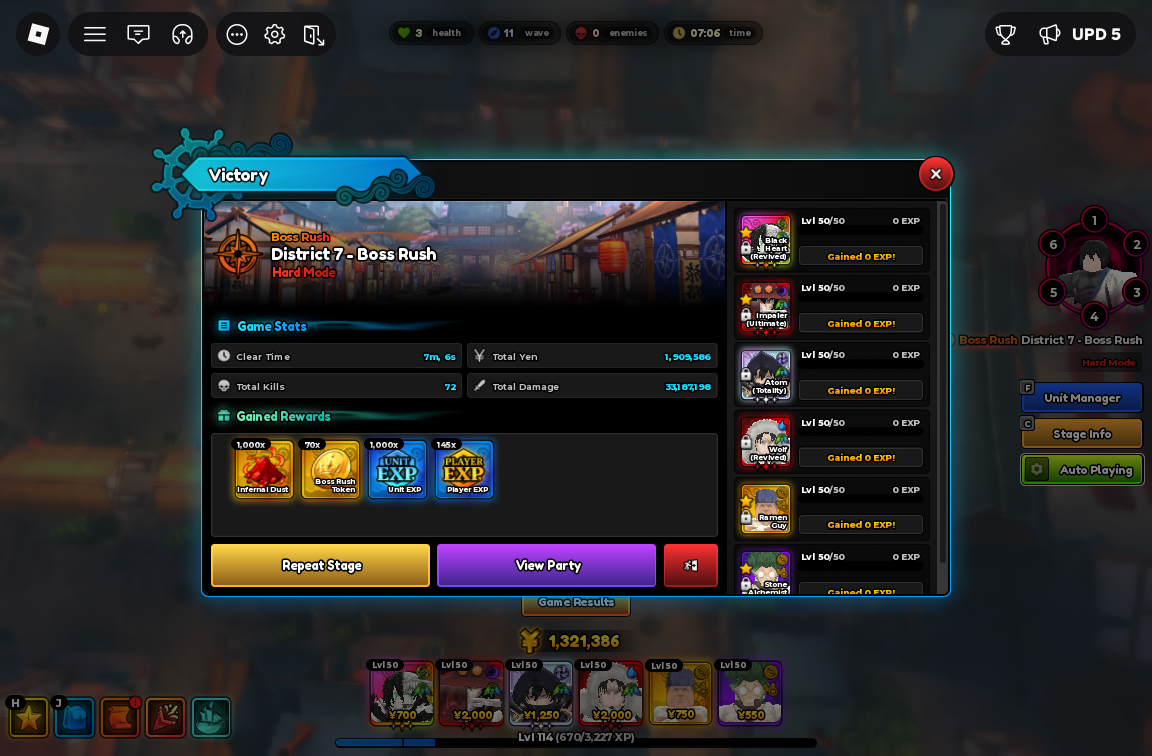 3 health
11 wave
0 enemies
07:06 time
UPD 5
Victory
Boss Rush
District 7 - Boss Rush
Hard Mode
Game Stats
Clear Time 7m, 6s
Total Yen 1,909,586
Total Kills 72
Total Damage 33,187,198
Gained Rewards
1,000x
Infernal Dust
70x
Boss Rush
Token
1,000x
UNIT
EXP
Unit EXP
145x
PLAYER
EXP
Player EXP
Repeat Stage
View Party
Lvl 50/50 0 EXP
Black
Heart
(Revived)
Gained 0 EXP!
Lvl 50/50 0 EXP
Impaler
(Ultimate)
Gained 0 EXP!
Lvl 50/50 0 EXP
Atom
(Totality)
Gained 0 EXP!
Lvl 50/50 0 EXP
Wolf
(Revived)
Gained 0 EXP!
Lvl 50/50 0 EXP
Ramen
Guy
Gained 0 EXP!
Lvl 50/50 0 EXP
Stone
Alchemist
Gained 0 EXP!
1
6
2
5
3
4
Boss Rush District 7 - Boss Rush
Hard Mode
F
Unit Manager
C
Stage Info
Auto Playing
Game Results
1,321,386
Lvl 50
¥700
Lvl 50
¥2,000
Lvl 50
¥1,250
Lvl 50
¥2,000
Lvl 50
¥750
Lvl 50
¥550
H
J
Lvl 114 (670/3,227 XP)